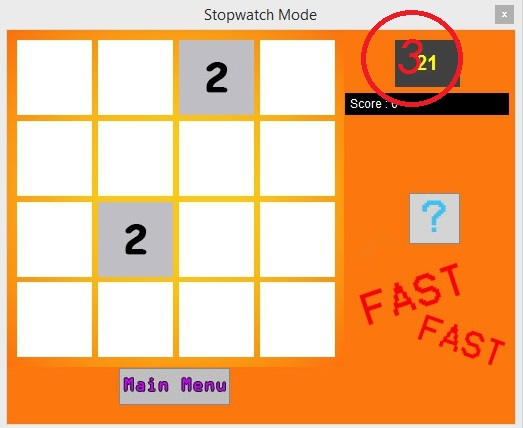 Stopwatch Mode
x
2
3
21
Score : 0
2
?
FAST
FAST
Main Menu